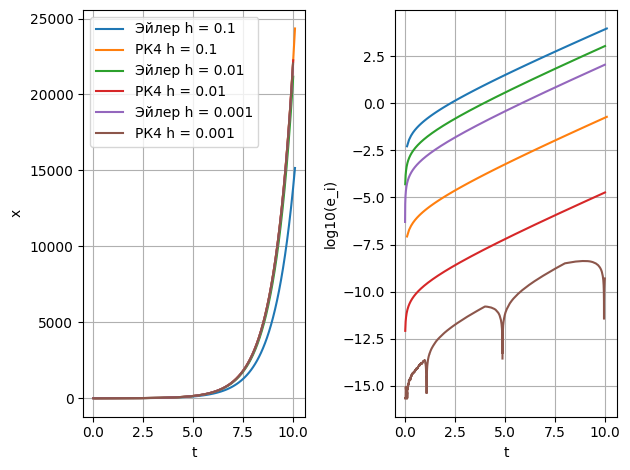 25000
20000
15000
10000
5000
0
x
0.0 2.5 5.0 7.5 10.0
t
Эйлер h = 0.1
РК4 h = 0.1
Эйлер h = 0.01
РК4 h = 0.01
Эйлер h = 0.001
РК4 h = 0.001
2.5
0.0
−2.5
−5.0
−7.5
−10.0
−12.5
−15.0
log10(e_i)
0.0 2.5 5.0 7.5 10.0
t